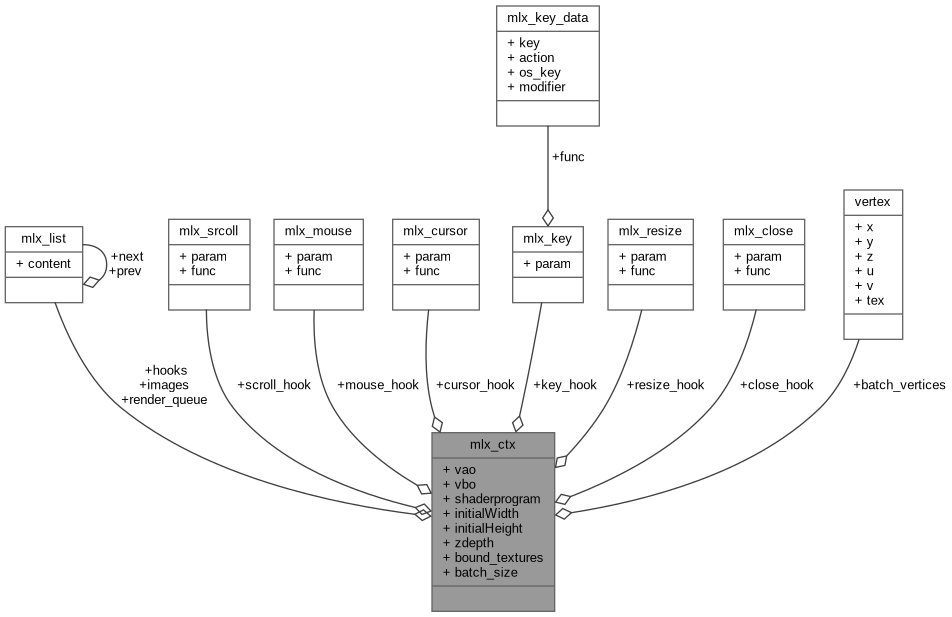 mlx_key_data
+ key
+ action
+ os_key
+ modifier
+func
mlx_list
+ content
+next
+prev
mlx_srcoll
+ param
+ func
mlx_mouse
+ param
+ func
mlx_cursor
+ param
+ func
mlx_key
+ param
mlx_resize
+ param
+ func
mlx_close
+ param
+ func
vertex
+ x
+ y
+ z
+ u
+ v
+ tex
+hooks
+images
+render_queue
+scroll_hook
+mouse_hook
+cursor_hook
+key_hook
+resize_hook
+close_hook
+batch_vertices
mlx_ctx
+ vao
+ vbo
+ shaderprogram
+ initialWidth
+ initialHeight
+ zdepth
+ bound_textures
+ batch_size